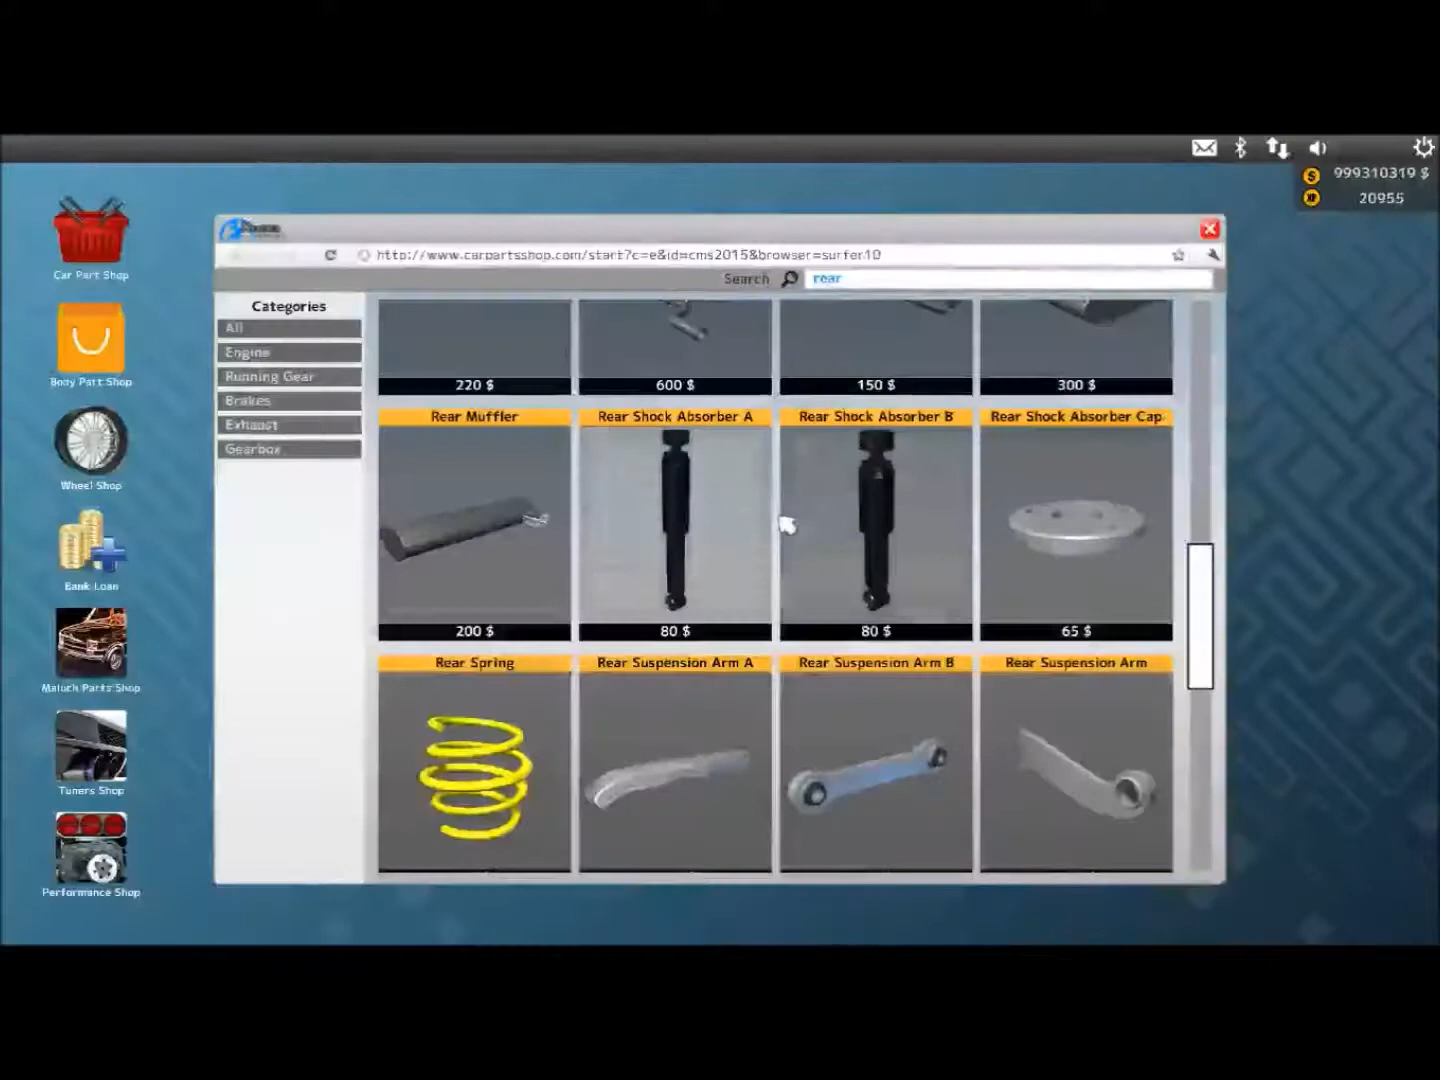 999310319 $
20955
http://www.carpartsshop.com/start?c=e&id=cms2015&browser=surfer10
Search rear
Categories
All
Engine
Running Gear
Brakes
Exhaust
Gearbox
Car Part Shop
Body Part Shop
Wheel Shop
Bank Loan
Maluch Parts Shop
Tuners Shop
Performance Shop
220 $ 600 $ 150 $ 300 $
Rear Muffler Rear Shock Absorber A Rear Shock Absorber B Rear Shock Absorber Cap
200 $ 80 $ 80 $ 65 $
Rear Spring Rear Suspension Arm A Rear Suspension Arm B Rear Suspension Arm